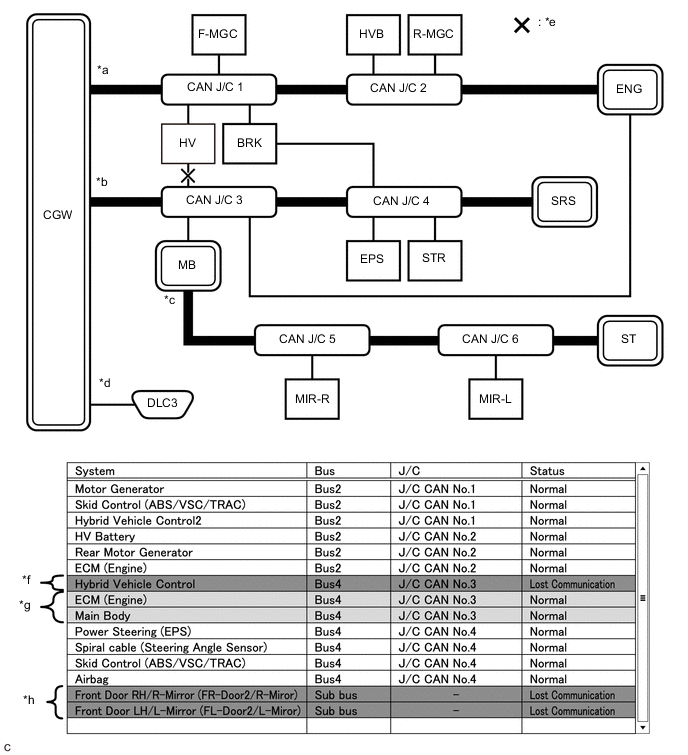 F-MGC
HVB
R-MGC
: *e
*a
CAN J/C 1
CAN J/C 2
ENG
HV
BRK
*b
CGW
CAN J/C 3
CAN J/C 4
SRS
MB
EPS
STR
*c
CAN J/C 5
CAN J/C 6
ST
*d
DLC3
MIR-R
MIR-L
System Bus J/C Status
Motor Generator Bus2 J/C CAN No.1 Normal
Skid Control (ABS/VSC/TRAC) Bus2 J/C CAN No.1 Normal
Hybrid Vehicle Control2 Bus2 J/C CAN No.1 Normal
HV Battery Bus2 J/C CAN No.2 Normal
Rear Motor Generator Bus2 J/C CAN No.2 Normal
ECM (Engine) Bus2 J/C CAN No.2 Normal
*f Hybrid Vehicle Control Bus4 J/C CAN No.3 Lost Communication
*g ECM (Engine) Bus4 J/C CAN No.3 Normal
Main Body Bus4 J/C CAN No.3 Normal
Power Steering (EPS) Bus4 J/C CAN No.4 Normal
Spiral cable (Steering Angle Sensor) Bus4 J/C CAN No.4 Normal
Skid Control (ABS/VSC/TRAC) Bus4 J/C CAN No.4 Normal
Airbag Bus4 J/C CAN No.4 Normal
*h Front Door RH/R-Mirror (FR-Door2/R-Miror) Sub bus – Lost Communication
Front Door LH/L-Mirror (FL-Door2/L-Miror) Sub bus – Lost Communication
C